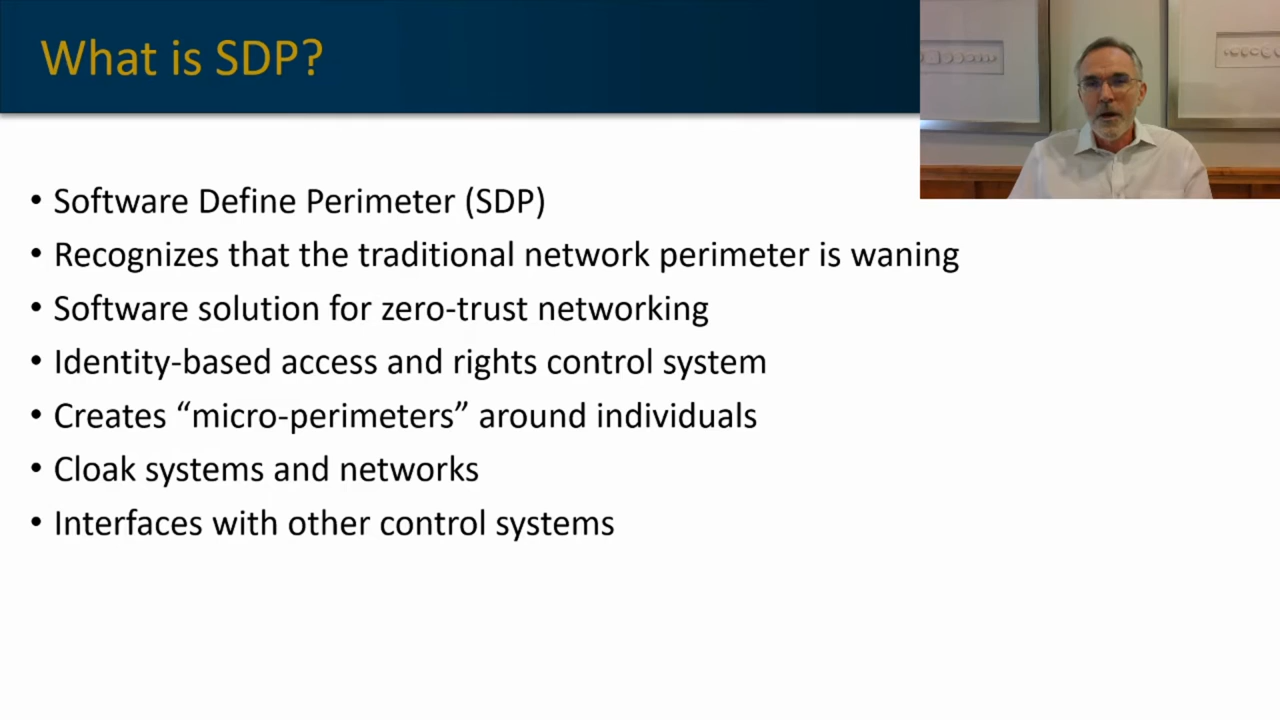 What is SDP?
• Software Define Perimeter (SDP)
• Recognizes that the traditional network perimeter is waning
• Software solution for zero-trust networking
• Identity-based access and rights control system
• Creates “micro-perimeters” around individuals
• Cloak systems and networks
• Interfaces with other control systems